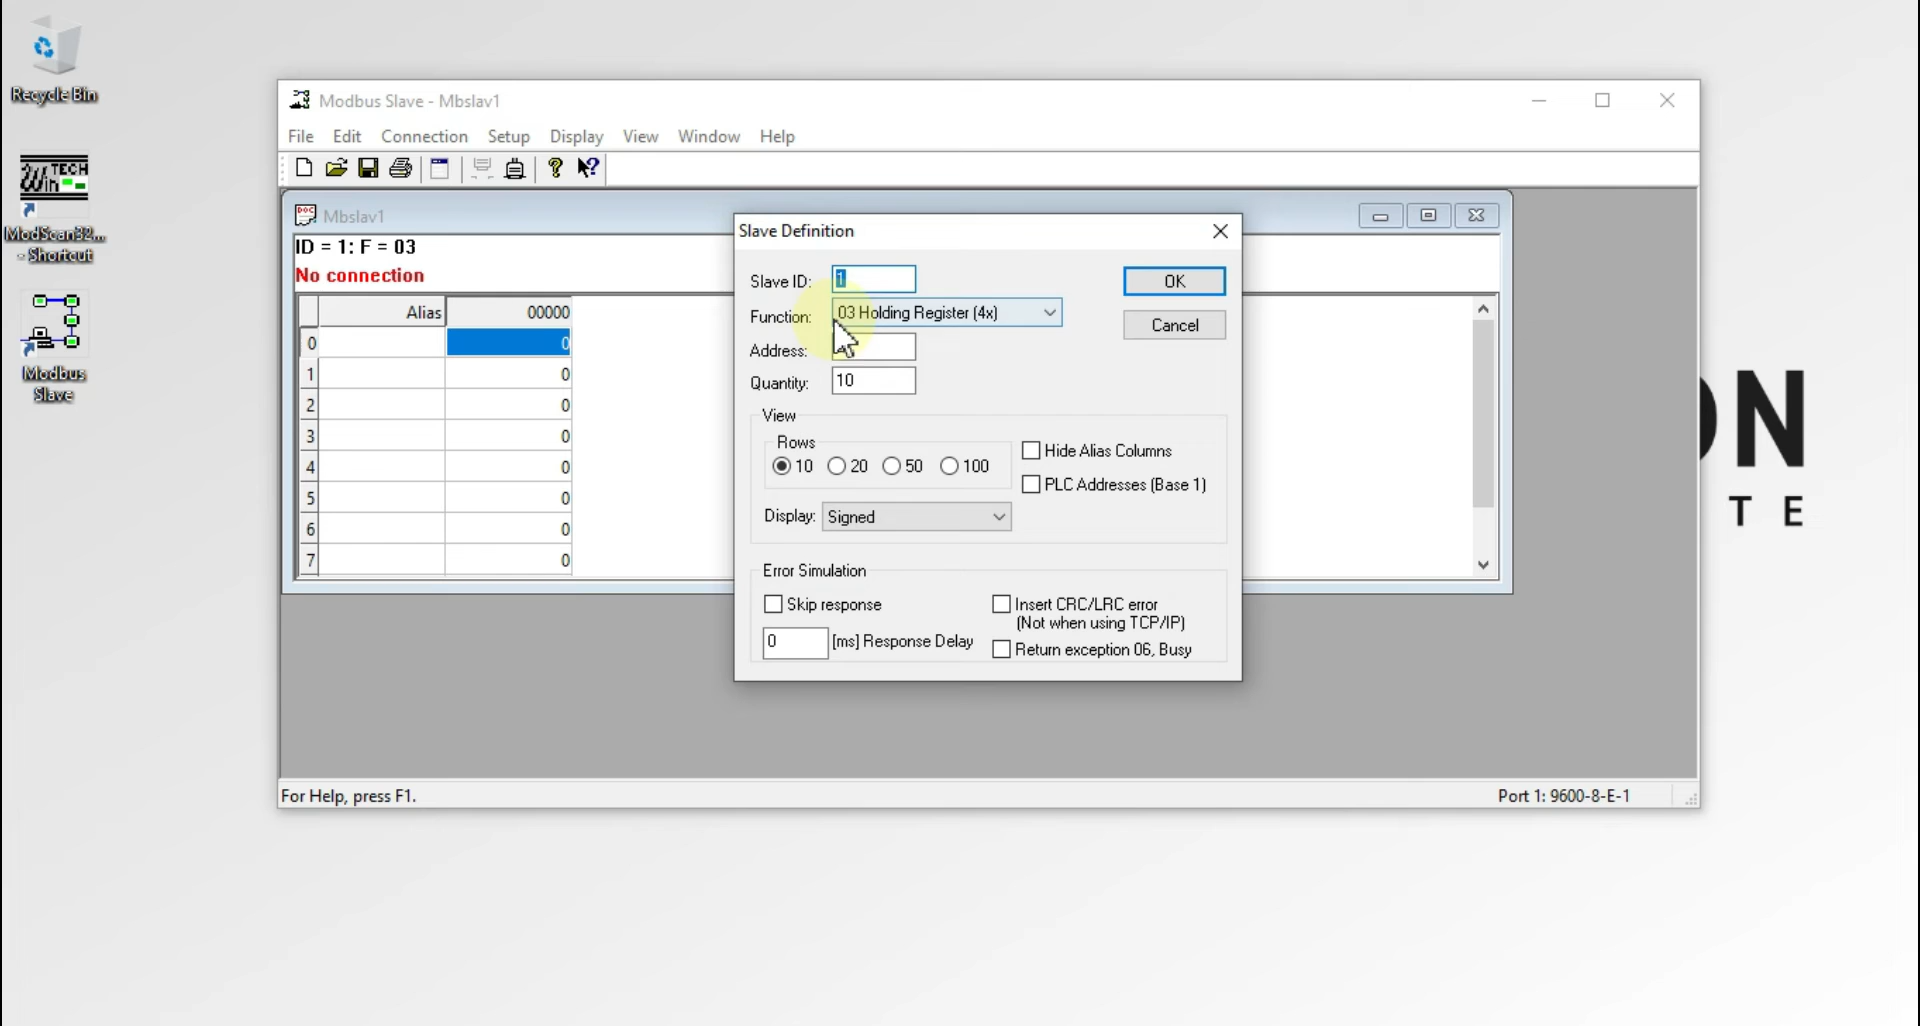 Recycle Bin
WinTECH
ModScan32...
- Shortcut
Modbus
Slave
Modbus Slave - Mbslav1
File Edit Connection Setup Display View Window Help
Mbslav1
ID = 1: F = 03
No connection
Alias 00000
0 0
1 0
2 0
3 0
4 0
5 0
6 0
7 0
Slave Definition
Slave ID: 1
Function: 03 Holding Register (4x)
Address:
Quantity: 10
OK
Cancel
View
Rows
10 20 50 100
Hide Alias Columns
PLC Addresses (Base 1)
Display: Signed
Error Simulation
Skip response
0 [ms] Response Delay
Insert CRC/LRC error
(Not when using TCP/IP)
Return exception 06, Busy
For Help, press F1.
Port 1: 9600-8-E-1
ON
T E